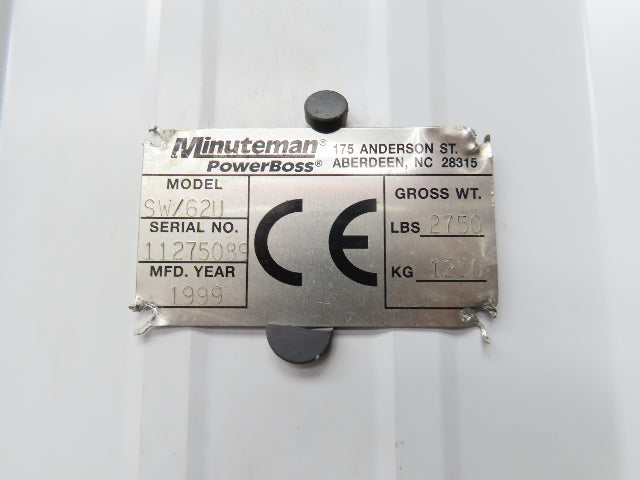 Minuteman® 175 ANDERSON ST.
PowerBoss® ABERDEEN, NC 28315
MODEL
SW/62U
SERIAL NO.
11275089
MFD. YEAR
1999
CE
GROSS WT.
LBS 2750
KG 1250